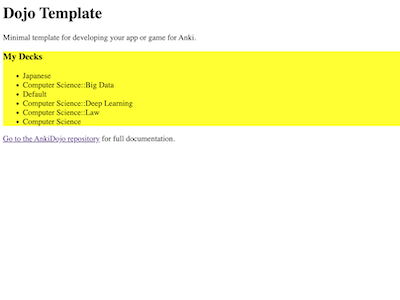 Dojo Template
Minimal template for developing your app or game for Anki.
My Decks
Japanese
Computer Science::Big Data
Default
Computer Science::Deep Learning
Computer Science::Law
Computer Science
Go to the AnkiDojo repository for full documentation.